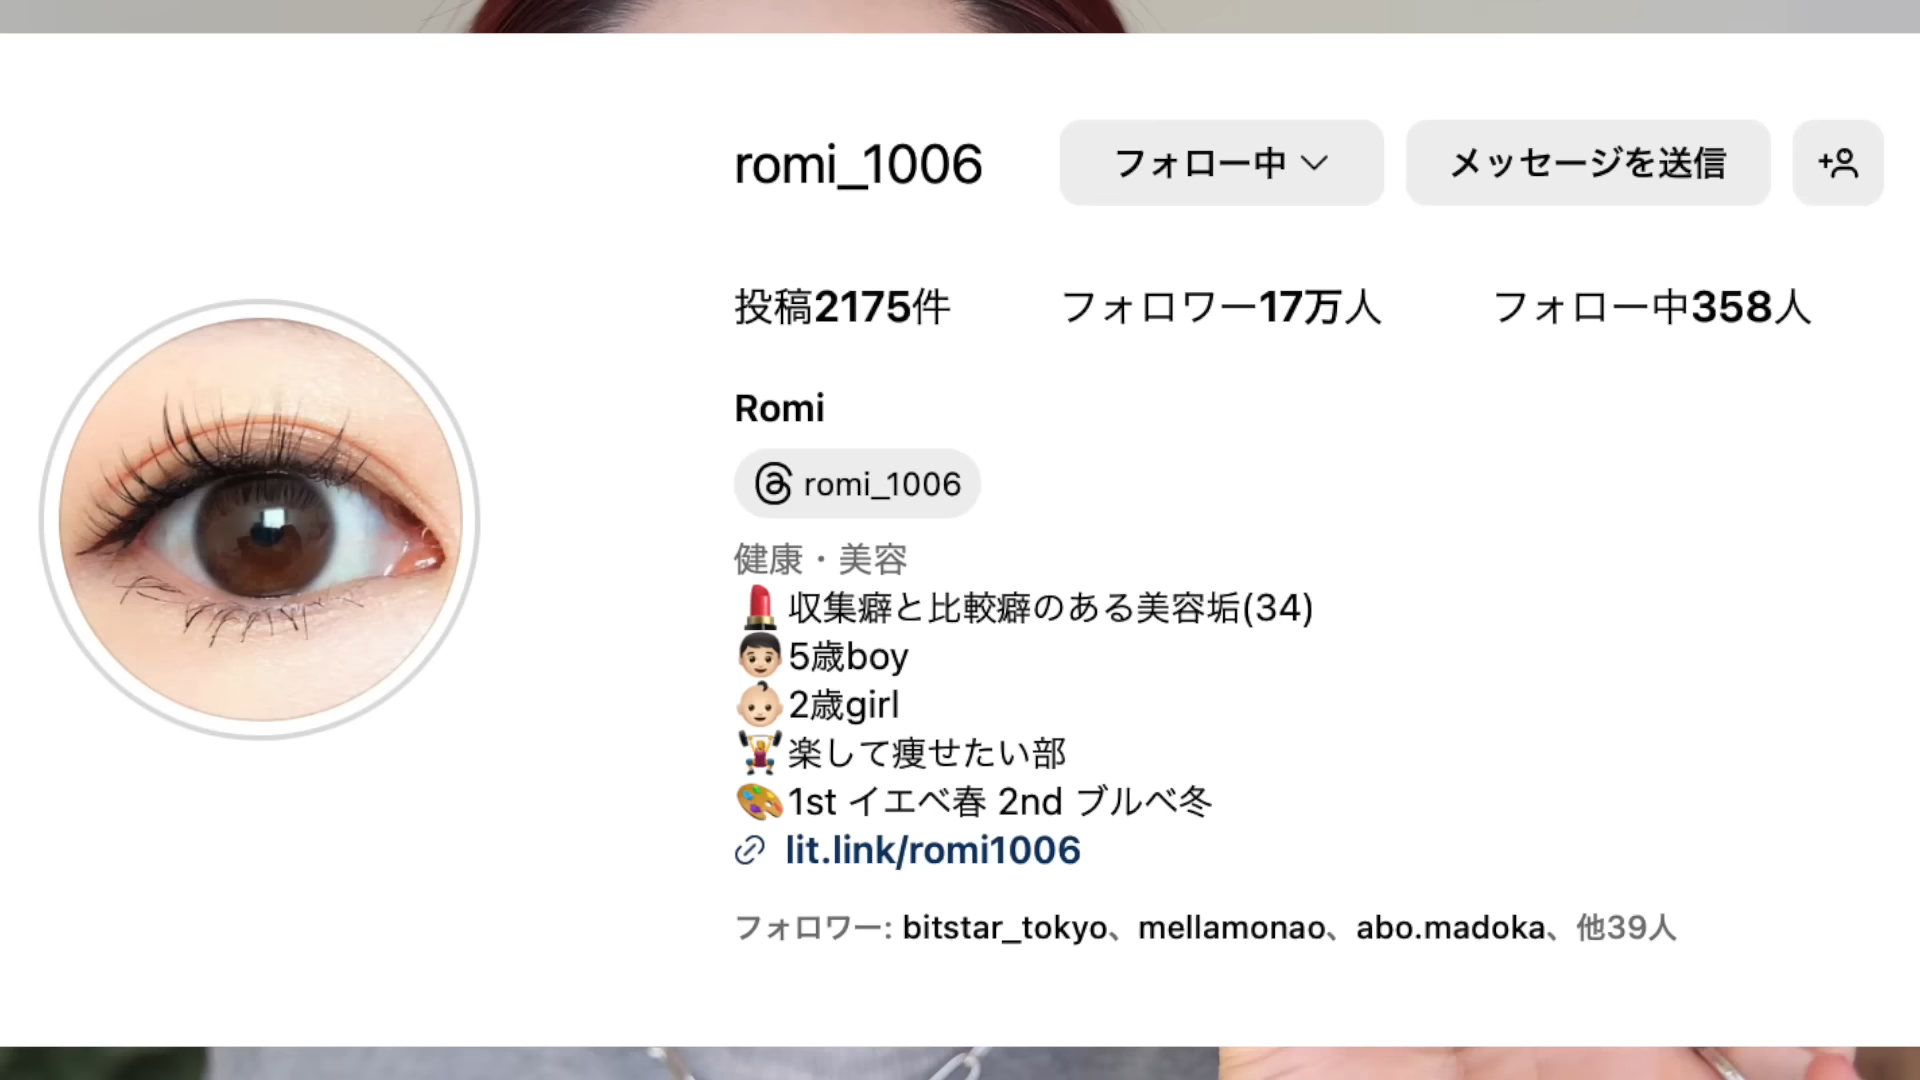 romi_1006 フォロー中 メッセージを送信
投稿2175件 フォロワー17万人 フォロー中358人
Romi
romi_1006
健康・美容
💄収集癖と比較癖のある美容垢(34)
👦🏻5歳boy
👶🏻2歳girl
🏋️‍♀️楽して痩せたい部
🎨1st イエベ春 2nd ブルベ冬
lit.link/romi1006
フォロワー: bitstar_tokyo、mellamonao、abo.madoka、他39人